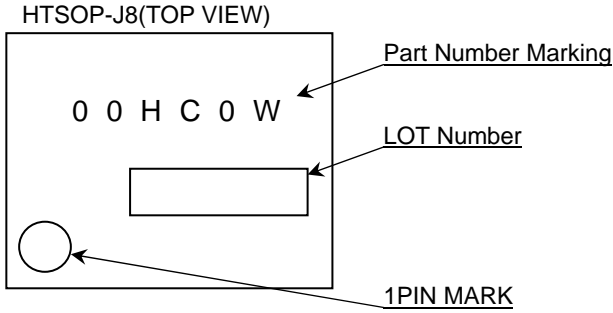 HTSOP-J8(TOP VIEW)
Part Number Marking
0 0 H C 0 W
LOT Number
1PIN MARK